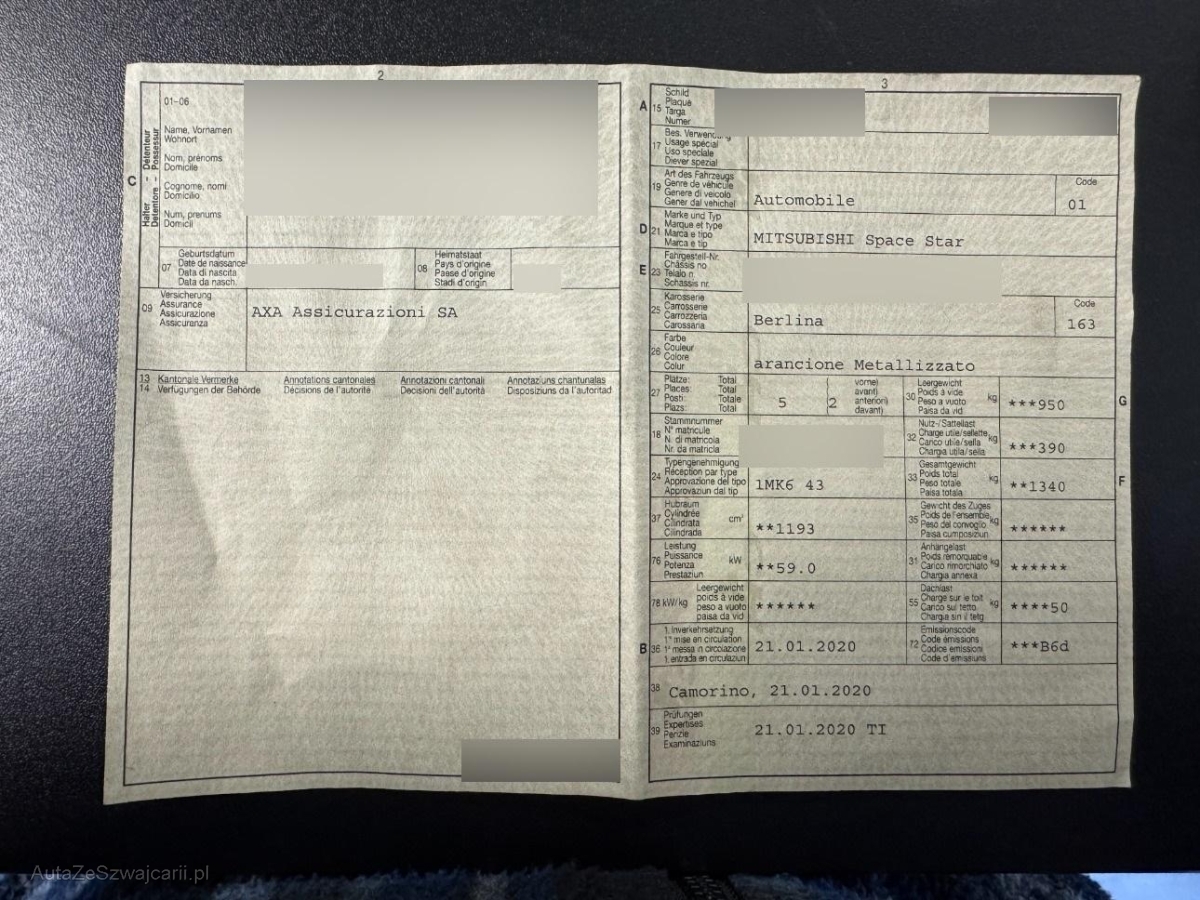 2
01-06
Halter - Détenteur
Detentore - Possessur
C
Name, Vornamen
Wohnort
Nom, prénoms
Domicile
Cognome, nomi
Domicilio
Num, prenums
Domicil
07
Geburtsdatum
Date de naissance
Data di nascita
Data da nasch.
08
Heimatstaat
Pays d'origine
Paese d'origine
Stadi d'origin
09
Versicherung
Assurance
Assicurazione
Assicuranza
AXA Assicurazioni SA
13 Kantonale Vermerke Annotations cantonales Annotazioni cantonali Annotaziuns chantunalas
14 Verfügungen der Behörde Décisions de l'autorité Decisioni dell'autorità Disposiziuns da l'autoritad
3
A 15
Schild
Plaque
Targa
Numer
17
Bes. Verwendung
Usage spécial
Uso speciale
Diever spezial
19
Art des Fahrzeugs
Genre de véhicule
Genere di veicolo
Gener dal vehichel
Automobile
Code
01
D 21
Marke und Typ
Marque et type
Marca e tipo
Marca e tip
MITSUBISHI Space Star
E 23
Fahrgestell-Nr.
Châssis no
Telaio n.
Schassis nr.
25
Karosserie
Carrosserie
Carrozzeria
Carossaria
Berlina
Code
163
26
Farbe
Couleur
Colore
Colur
arancione Metallizzato
27
Plätze: Total
Places: Total
Posti: Totale
Plazs: Total
5
2
vorne)
avant)
anteriori)
davant)
30
Leergewicht
Poids à vide
Peso a vuoto
Paisa da vid
kg
***950
G
18
Stammnummer
N° matricule
N. di matricola
Nr. da matricla
32
Nutz-/Sattellast
Charge utile/sellette
Carico utile/sella
Chargia utila/sella
kg
***390
24
Typengenehmigung
Réception par type
Approvazione del tipo
Approvaziun dal tip
1MK6 43
33
Gesamtgewicht
Poids total
Peso totale
Paisa totala
kg
**1340
F
37
Hubraum
Cylindrée
Cilindrata
Cilindrada
cm³
**1193
35
Gewicht des Zuges
Poids de l'ensemble
Peso del convoglio
Paisa cumposiziun
kg
******
76
Leistung
Puissance
Potenza
Prestaziun
kW
**59.0
31
Anhängelast
Poids remorquable
Carico rimorchiato
Chargia annexa
kg
******
78 kW/kg
Leergewicht
poids à vide
peso a vuoto
paisa da vid
******
55
Dachlast
Charge sur le toit
Carico sul tetto
Chargia sin il tetg
kg
****50
B 36
1. Inverkehrsetzung
1re mise en circulation
1a messa in circolazione
1. entrada en circulaziun
21.01.2020
72
Emissionscode
Code émissions
Codice emissioni
Code d'emissiuns
***B6d
38
Camorino, 21.01.2020
39
Prüfungen
Expertises
Perizie
Examinaziuns
21.01.2020 TI
AutaZeSzwajcarii.pl